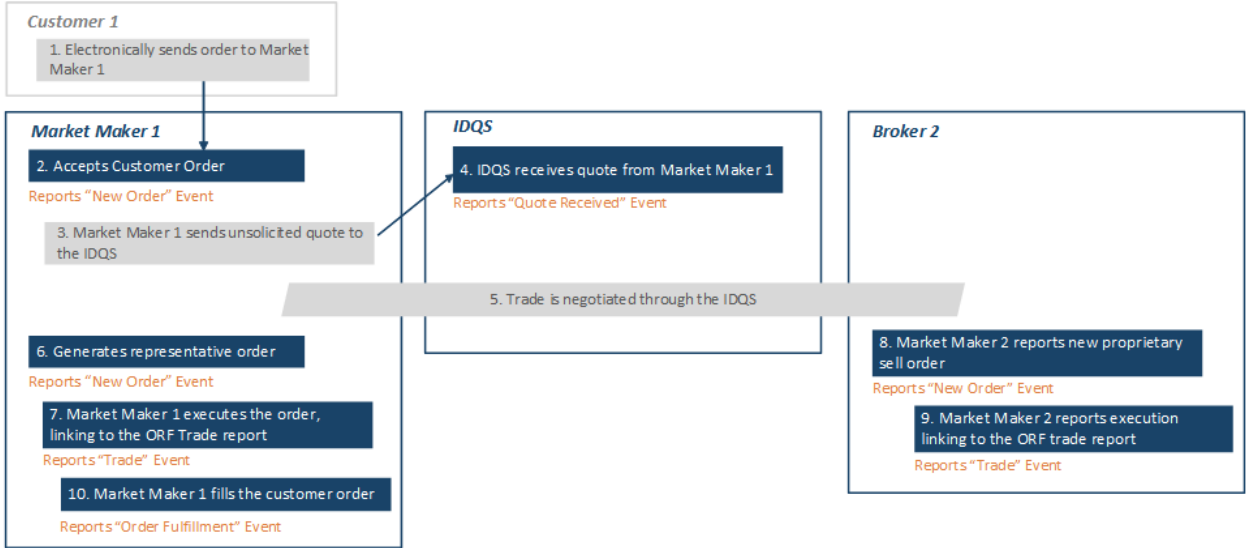 Customer 1
1. Electronically sends order to Market
Maker 1
Market Maker 1
2. Accepts Customer Order
Reports “New Order” Event
3. Market Maker 1 sends unsolicited quote to
the IDQS
IDQS
4. IDQS receives quote from Market Maker 1
Reports “Quote Received” Event
Broker 2
5. Trade is negotiated through the IDQS
6. Generates representative order
Reports “New Order” Event
7. Market Maker 1 executes the order,
linking to the ORF Trade report
Reports “Trade” Event
8. Market Maker 2 reports new proprietary
sell order
Reports “New Order” Event
9. Market Maker 2 reports execution
linking to the ORF trade report
Reports “Trade” Event
10. Market Maker 1 fills the customer order
Reports “Order Fulfillment” Event